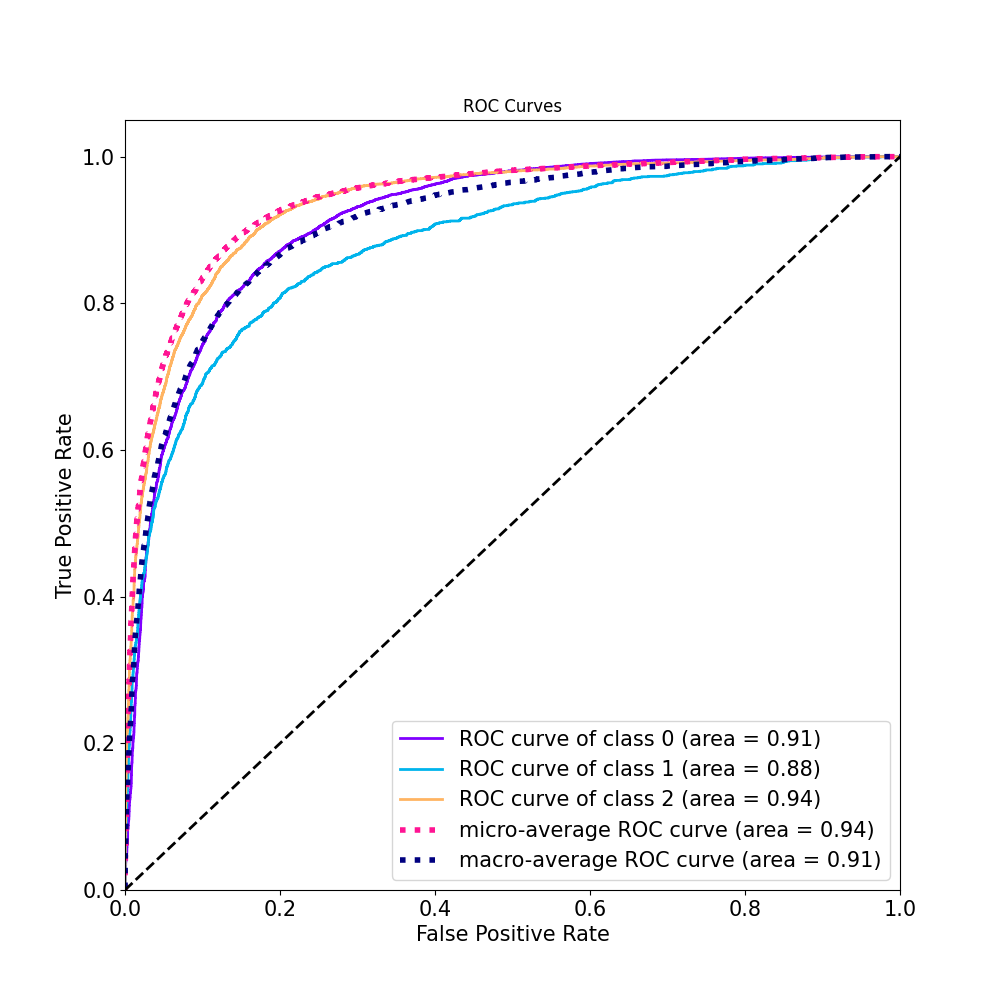 ROC Curves
1.0
0.8
0.6
0.4
0.2
0.0
True Positive Rate
ROC curve of class 0 (area = 0.91)
ROC curve of class 1 (area = 0.88)
ROC curve of class 2 (area = 0.94)
micro-average ROC curve (area = 0.94)
macro-average ROC curve (area = 0.91)
0.0 0.2 0.4 0.6 0.8 1.0
False Positive Rate